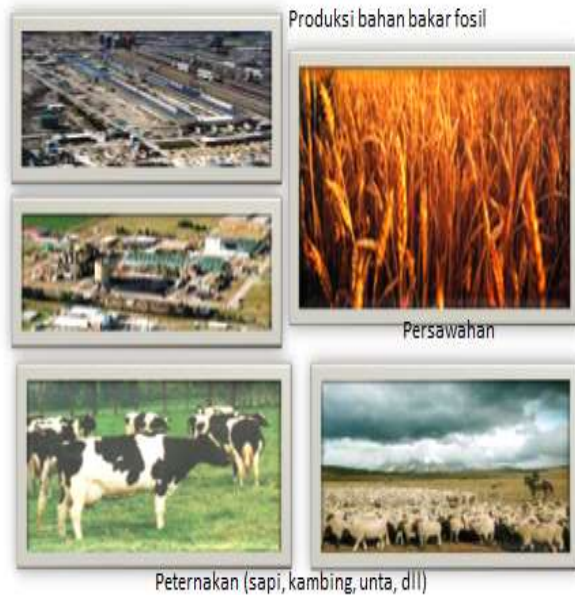 Produksi bahan bakar fosil
Persawahan
Peternakan (sapi, kambing, unta, dll)